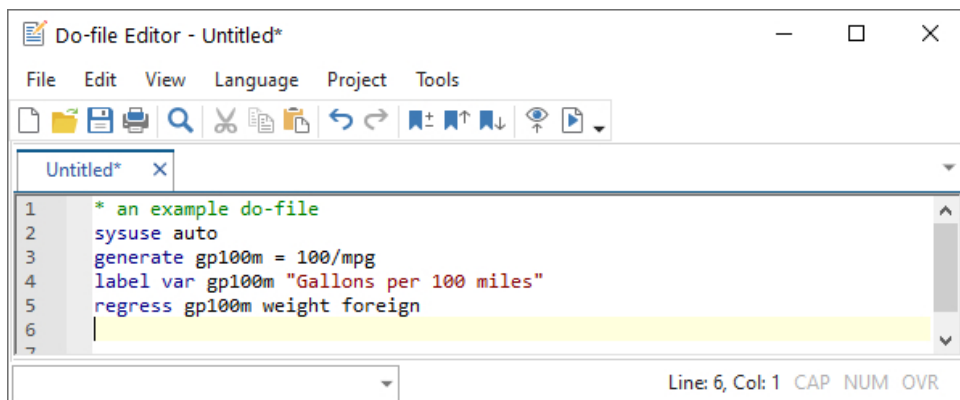 Do-file Editor - Untitled*
File Edit View Language Project Tools
Untitled*
1 * an example do-file
2 sysuse auto
3 generate gp100m = 100/mpg
4 label var gp100m "Gallons per 100 miles"
5 regress gp100m weight foreign
6
7
Line: 6, Col: 1 CAP NUM OVR